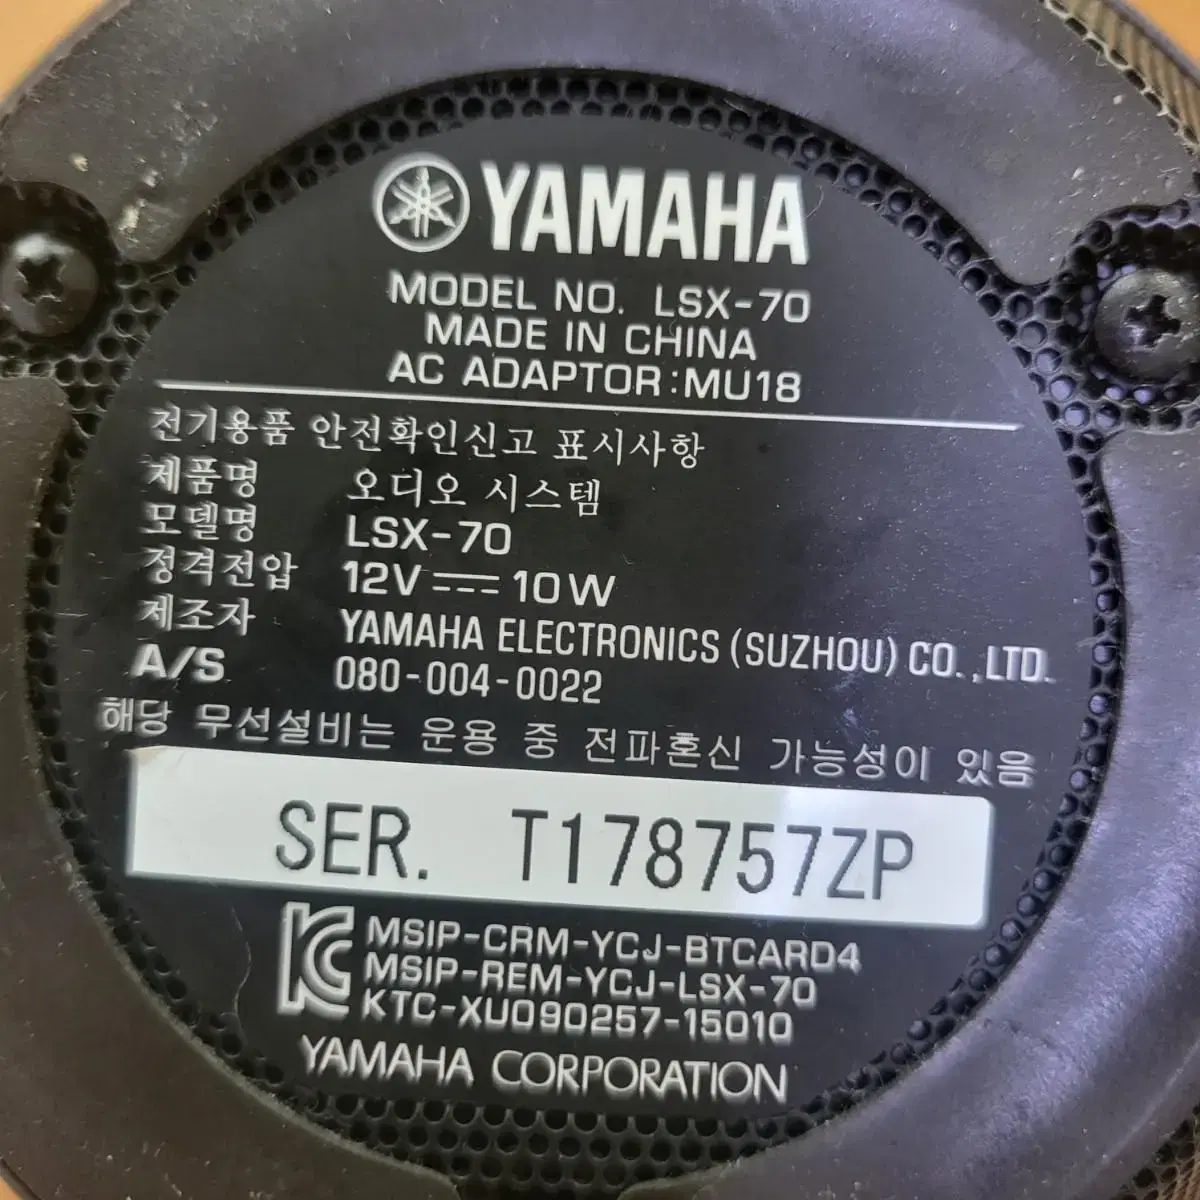 YAMAHA
MODEL NO. LSX-70
MADE IN CHINA
AC ADAPTOR:MU18
전기용품 안전확인신고 표시사항
제품명 오디오 시스템
모델명 LSX-70
정격전압 12V 10W
제조자 YAMAHA ELECTRONICS (SUZHOU) CO.,LTD.
A/S 080-004-0022
해당 무선설비는 운용 중 전파혼신 가능성이 있음
SER. T178757ZP
MSIP-CRM-YCJ-BTCARD4
MSIP-REM-YCJ-LSX-70
KTC-XU090257-15010
YAMAHA CORPORATION